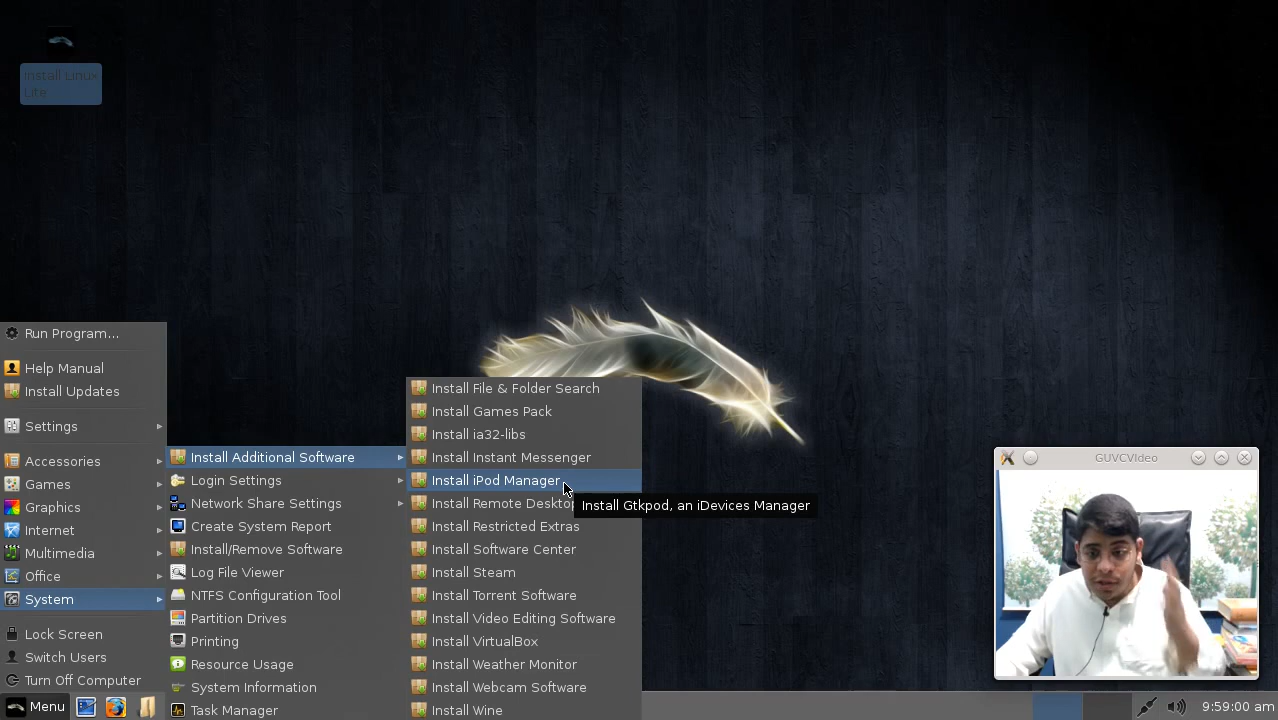 Install Linux
Lite
Run Program...
Help Manual
Install Updates
Settings
Accessories
Games
Graphics
Internet
Multimedia
Office
System
Lock Screen
Switch Users
Turn Off Computer
Menu
Install Additional Software
Login Settings
Network Share Settings
Create System Report
Install/Remove Software
Log File Viewer
NTFS Configuration Tool
Partition Drives
Printing
Resource Usage
System Information
Task Manager
Install File & Folder Search
Install Games Pack
Install ia32-libs
Install Instant Messenger
Install iPod Manager
Install Remote Desktop
Install Restricted Extras
Install Software Center
Install Steam
Install Torrent Software
Install Video Editing Software
Install VirtualBox
Install Weather Monitor
Install Webcam Software
Install Wine
Install Gtkpod, an iDevices Manager
GUVCVIdeo
9:59:00 am